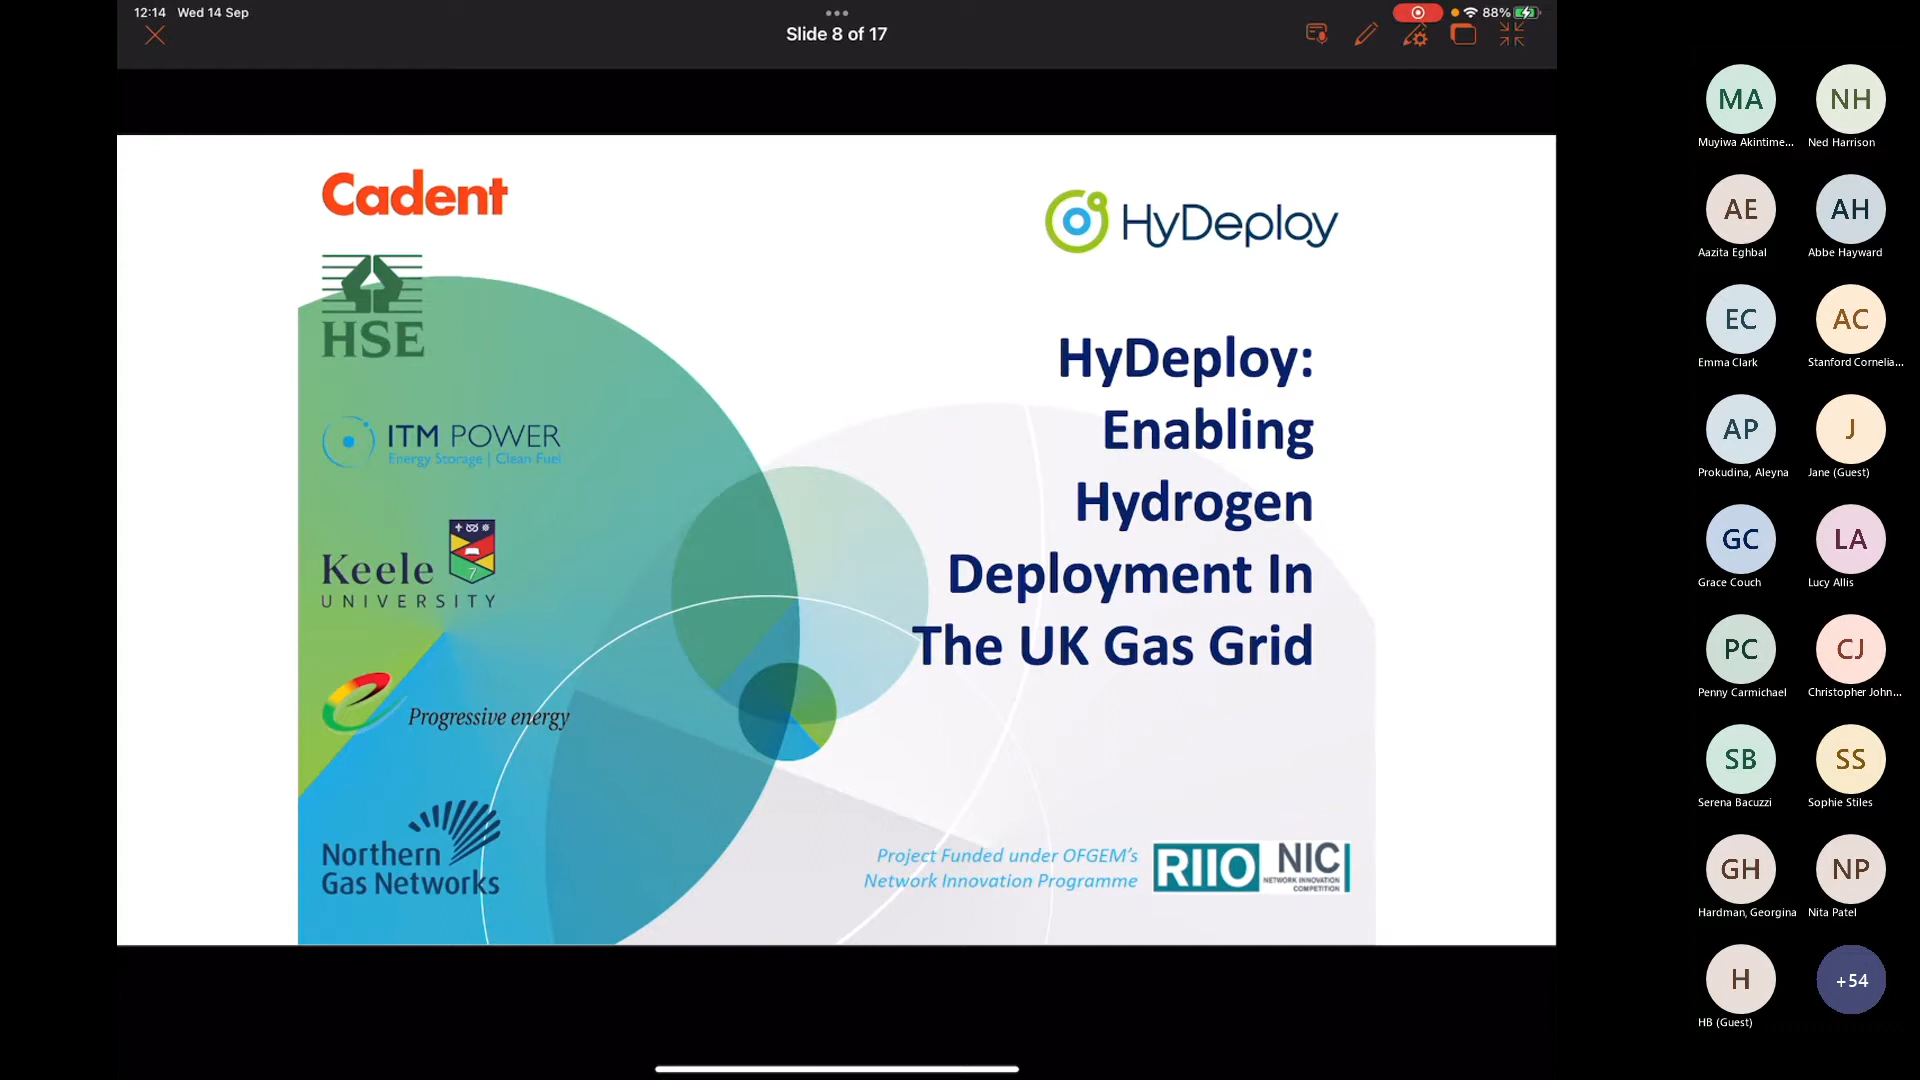 12:14 Wed 14 Sep
Slide 8 of 17
88%
Cadent
HSE
ITM POWER
Energy Storage | Clean Fuel
Keele
UNIVERSITY
Progressive energy
Northern
Gas Networks
HyDeploy
HyDeploy:
Enabling
Hydrogen
Deployment In
The UK Gas Grid
Project Funded under OFGEM's
Network Innovation Programme
RIIO
NIC
NETWORK INNOVATION
COMPETITION
MA
Muyiwa Akintime...
NH
Ned Harrison
AE
Aazita Eghbal
AH
Abbe Hayward
EC
Emma Clark
AC
Stanford Cornelia...
AP
Prokudina, Aleyna
J
Jane (Guest)
GC
Grace Couch
LA
Lucy Allis
PC
Penny Carmichael
CJ
Christopher John...
SB
Serena Bacuzzi
SS
Sophie Stiles
GH
Hardman, Georgina
NP
Nita Patel
H
HB (Guest)
+54